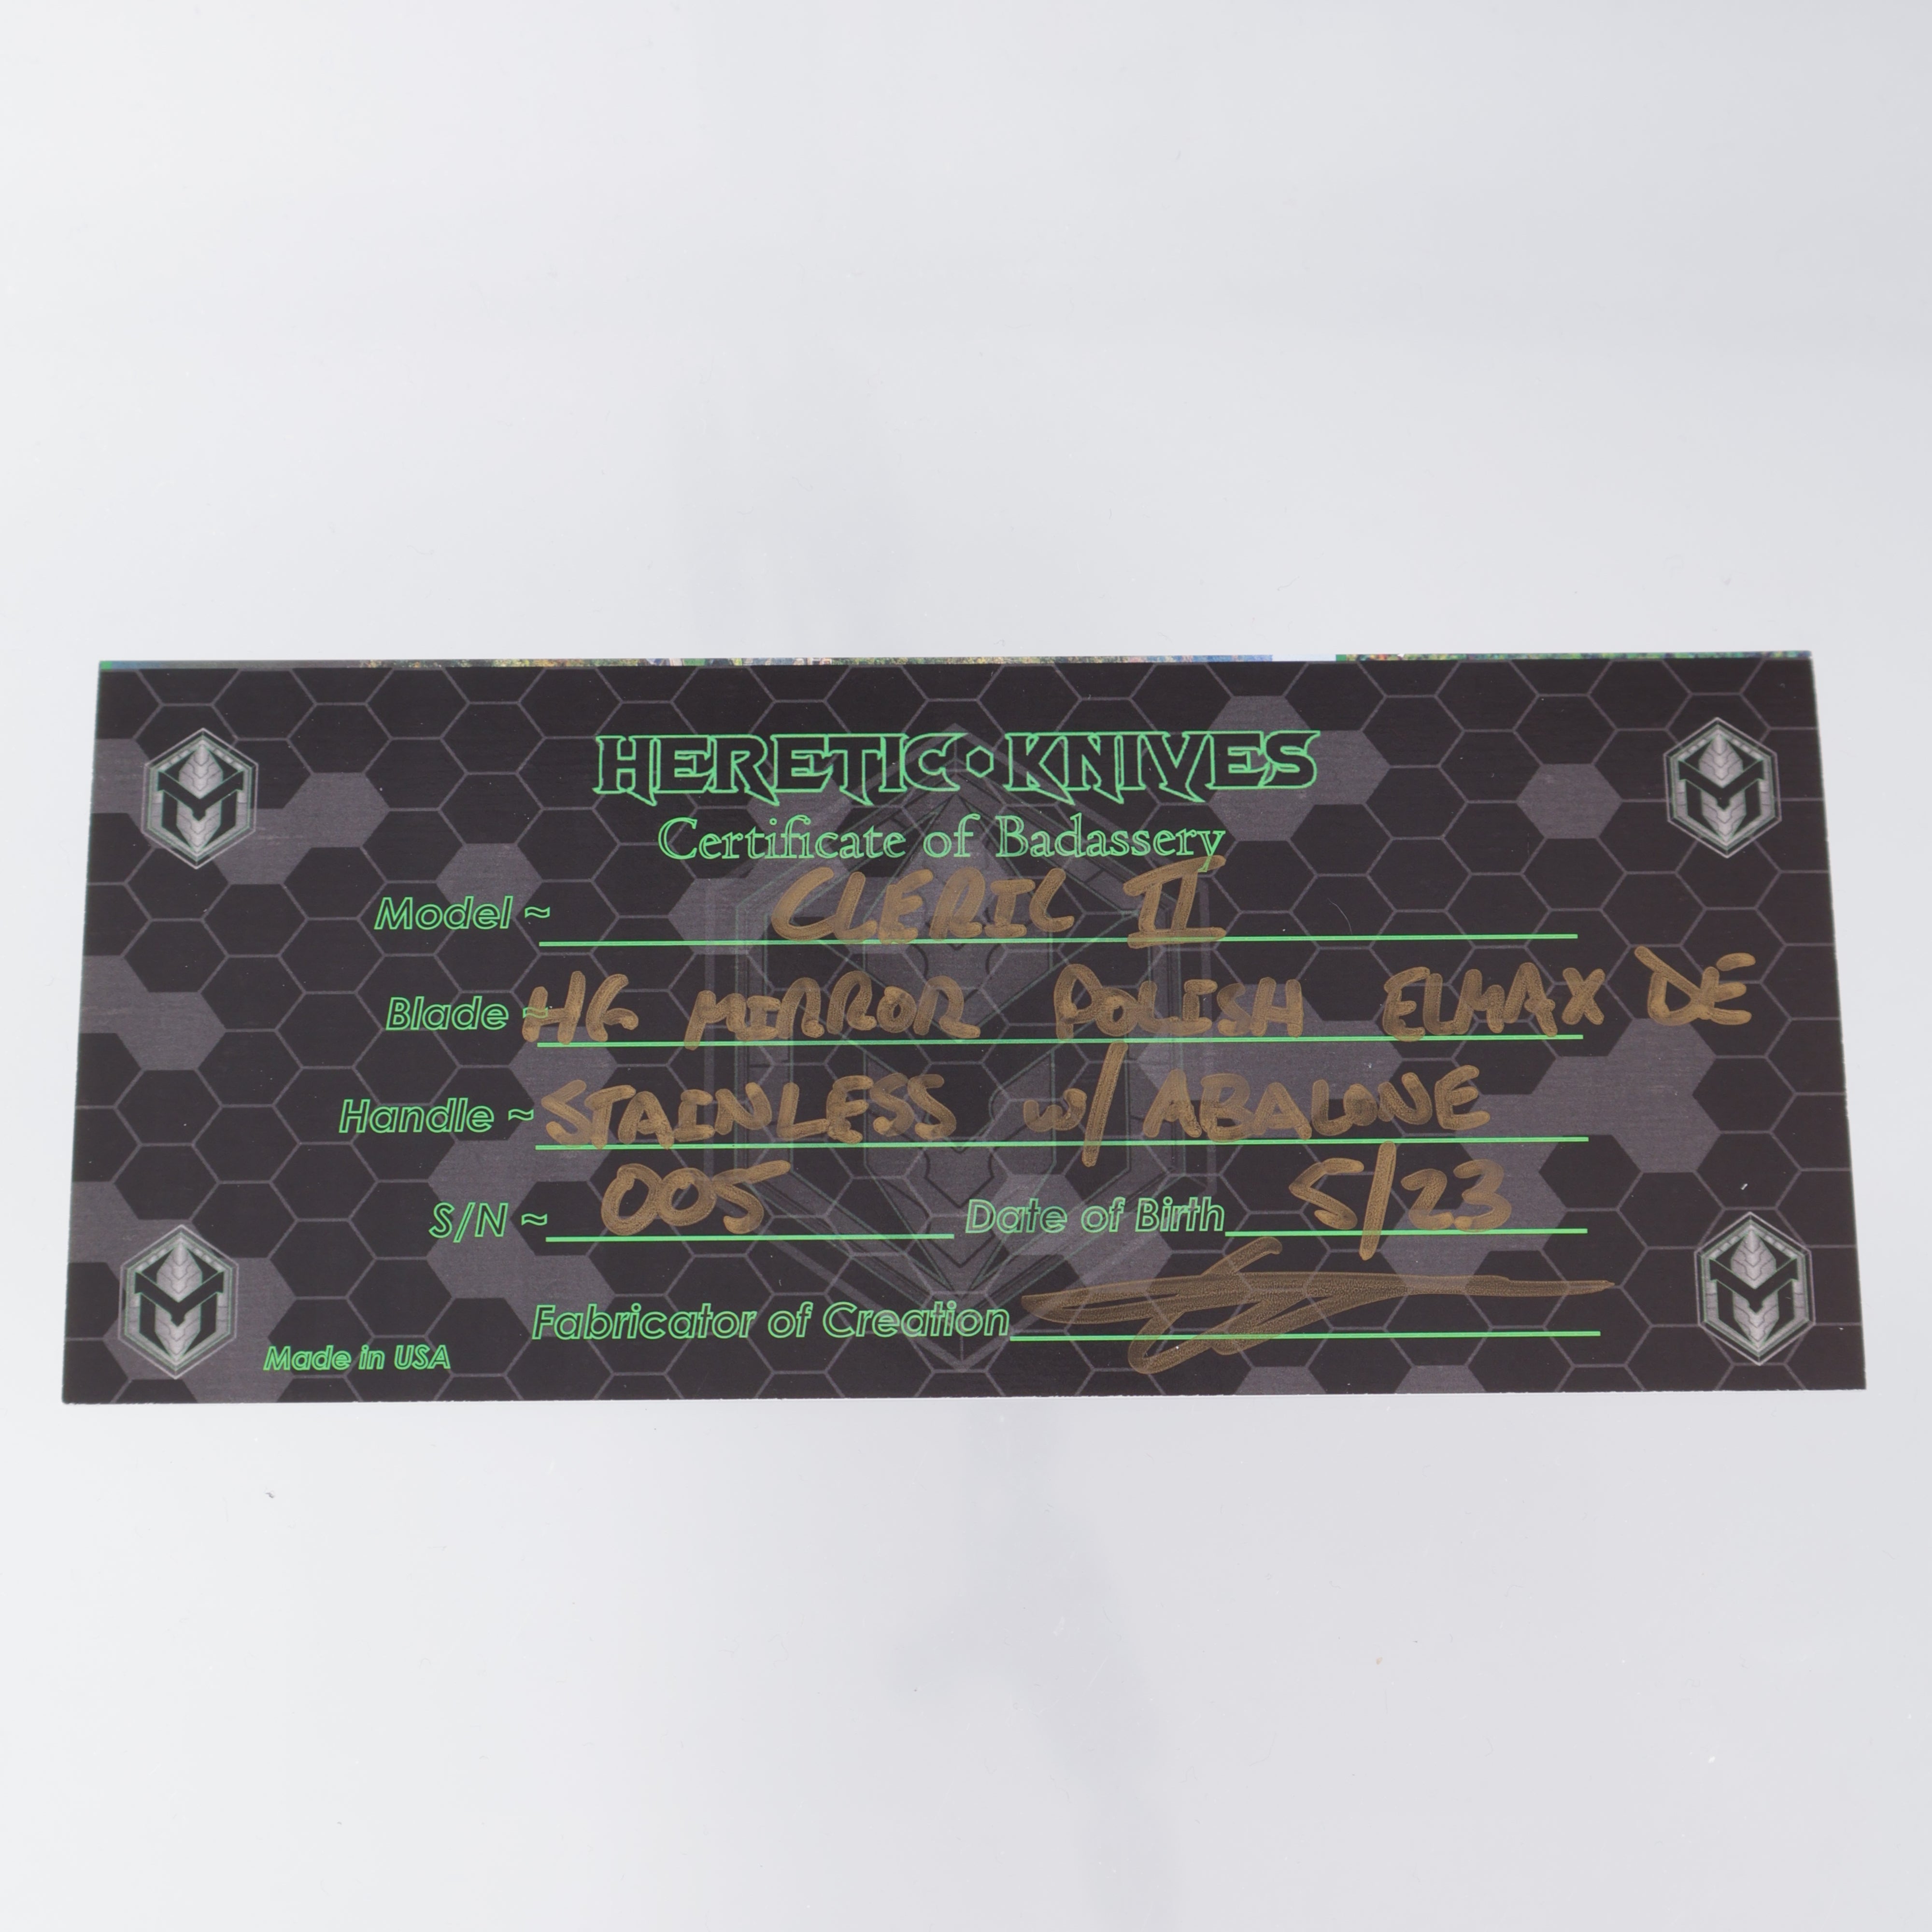 HERETIC KNIVES
Certificate of Badassery
Model ~ CLERIC II
Blade ~ HG MIRROR POLISH ELMAX DE
Handle ~ STAINLESS w/ ABALONE
S/N ~ 005 Date of Birth 5/23
Fabricator of Creation
Made in USA